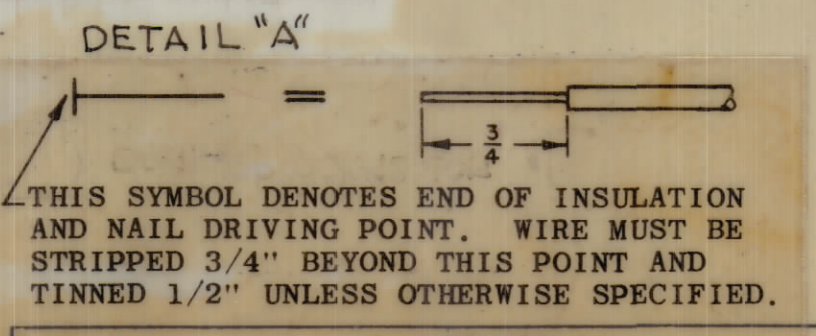 DETAIL "A"
=
3/4
THIS SYMBOL DENOTES END OF INSULATION
AND NAIL DRIVING POINT. WIRE MUST BE
STRIPPED 3/4" BEYOND THIS POINT AND
TINNED 1/2" UNLESS OTHERWISE SPECIFIED.